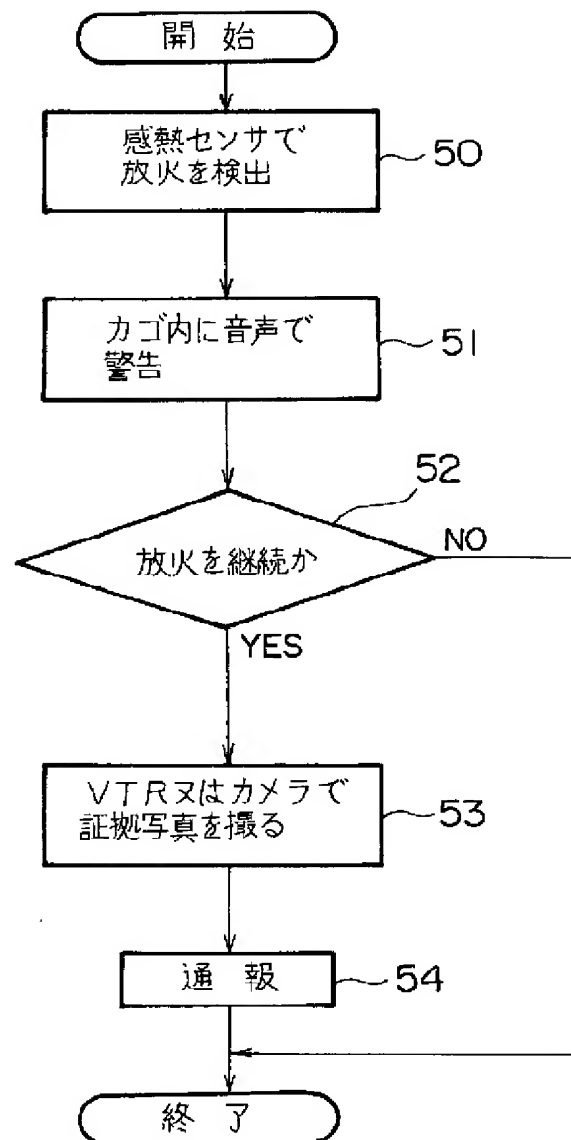 開始
感熱センサで
放火を検出
50
カゴ内に音声で
警告
51
52
放火を継続か
NO
YES
VTR又はカメラで
証拠写真を撮る
53
通報
54
終了